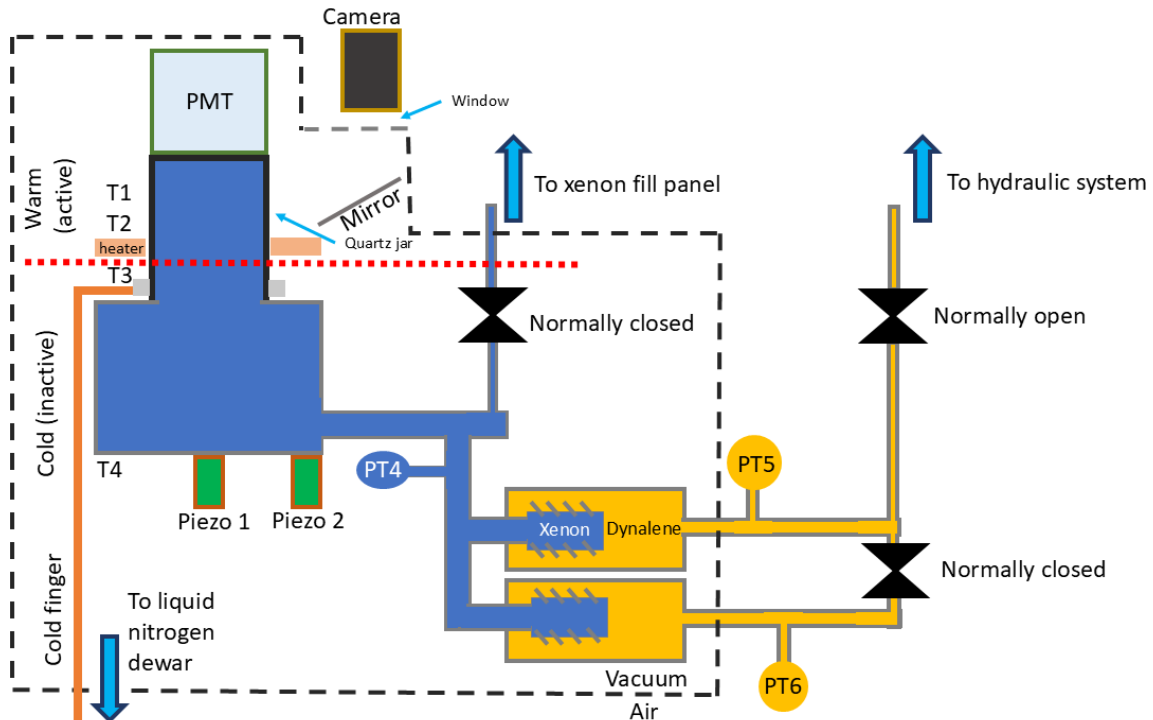 Camera
PMT
Window
Warm
(active)
T1
T2
heater
T3
Mirror
Quartz jar
To xenon fill panel
To hydraulic system
Normally closed
Normally open
Cold (inactive)
T4
Piezo 1
Piezo 2
PT4
PT5
Xenon
Dynalene
Normally closed
Cold finger
To liquid
nitrogen
dewar
PT6
Vacuum
Air